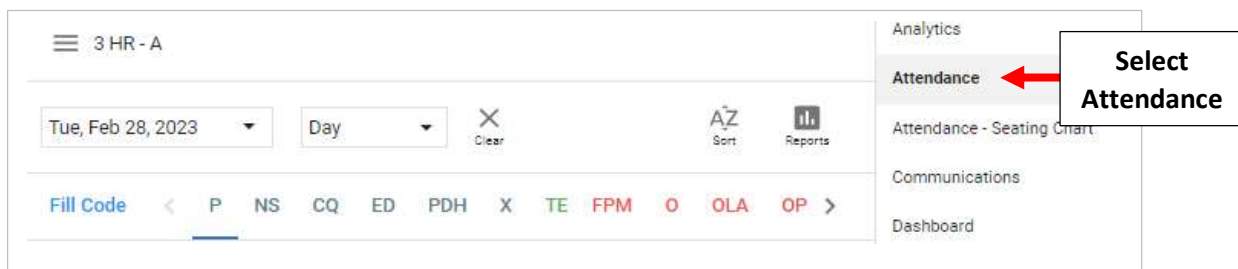 3 HR - A
Tue, Feb 28, 2023
Day
Clear
AZ
Sort
Reports
Fill Code < P NS CQ ED PDH X TE FPM O OLA OP >
Analytics
Attendance
Attendance - Seating Chart
Communications
Dashboard
Select
Attendance